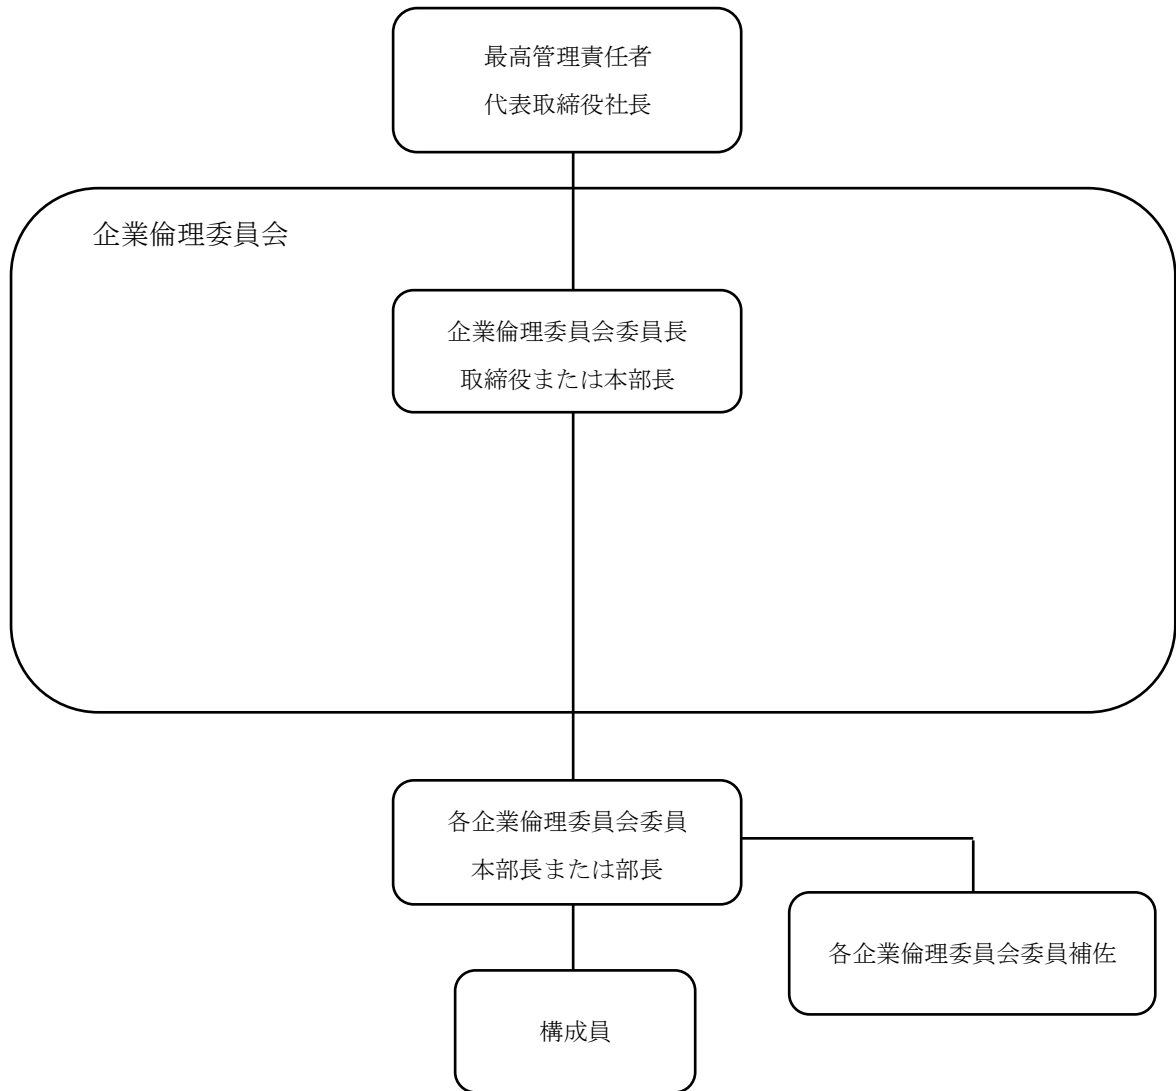 最高管理責任者
代表取締役社長
企業倫理委員会
企業倫理委員会委員長
取締役または本部長
各企業倫理委員会委員
本部長または部長
各企業倫理委員会委員補佐
構成員